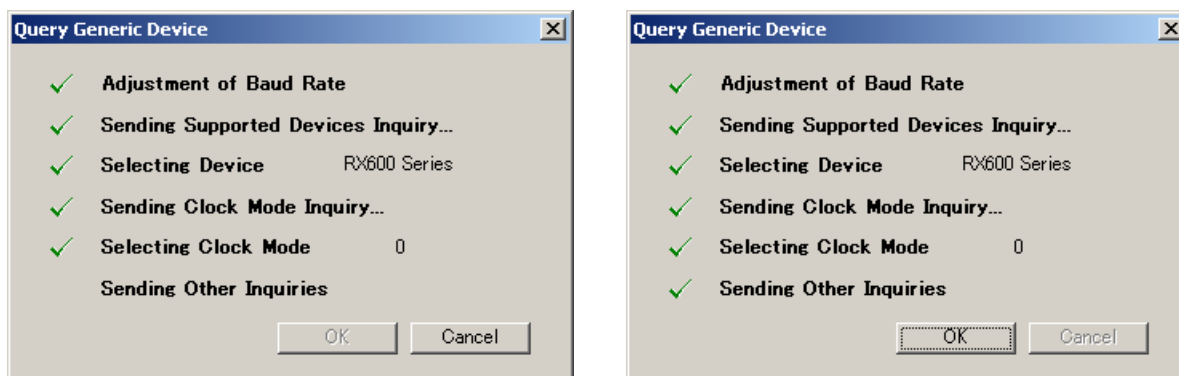 Query Generic Device
Adjustment of Baud Rate
Sending Supported Devices Inquiry...
Selecting Device RX600 Series
Sending Clock Mode Inquiry...
Selecting Clock Mode 0
Sending Other Inquiries
OK Cancel
Query Generic Device
Adjustment of Baud Rate
Sending Supported Devices Inquiry...
Selecting Device RX600 Series
Sending Clock Mode Inquiry...
Selecting Clock Mode 0
Sending Other Inquiries
OK Cancel